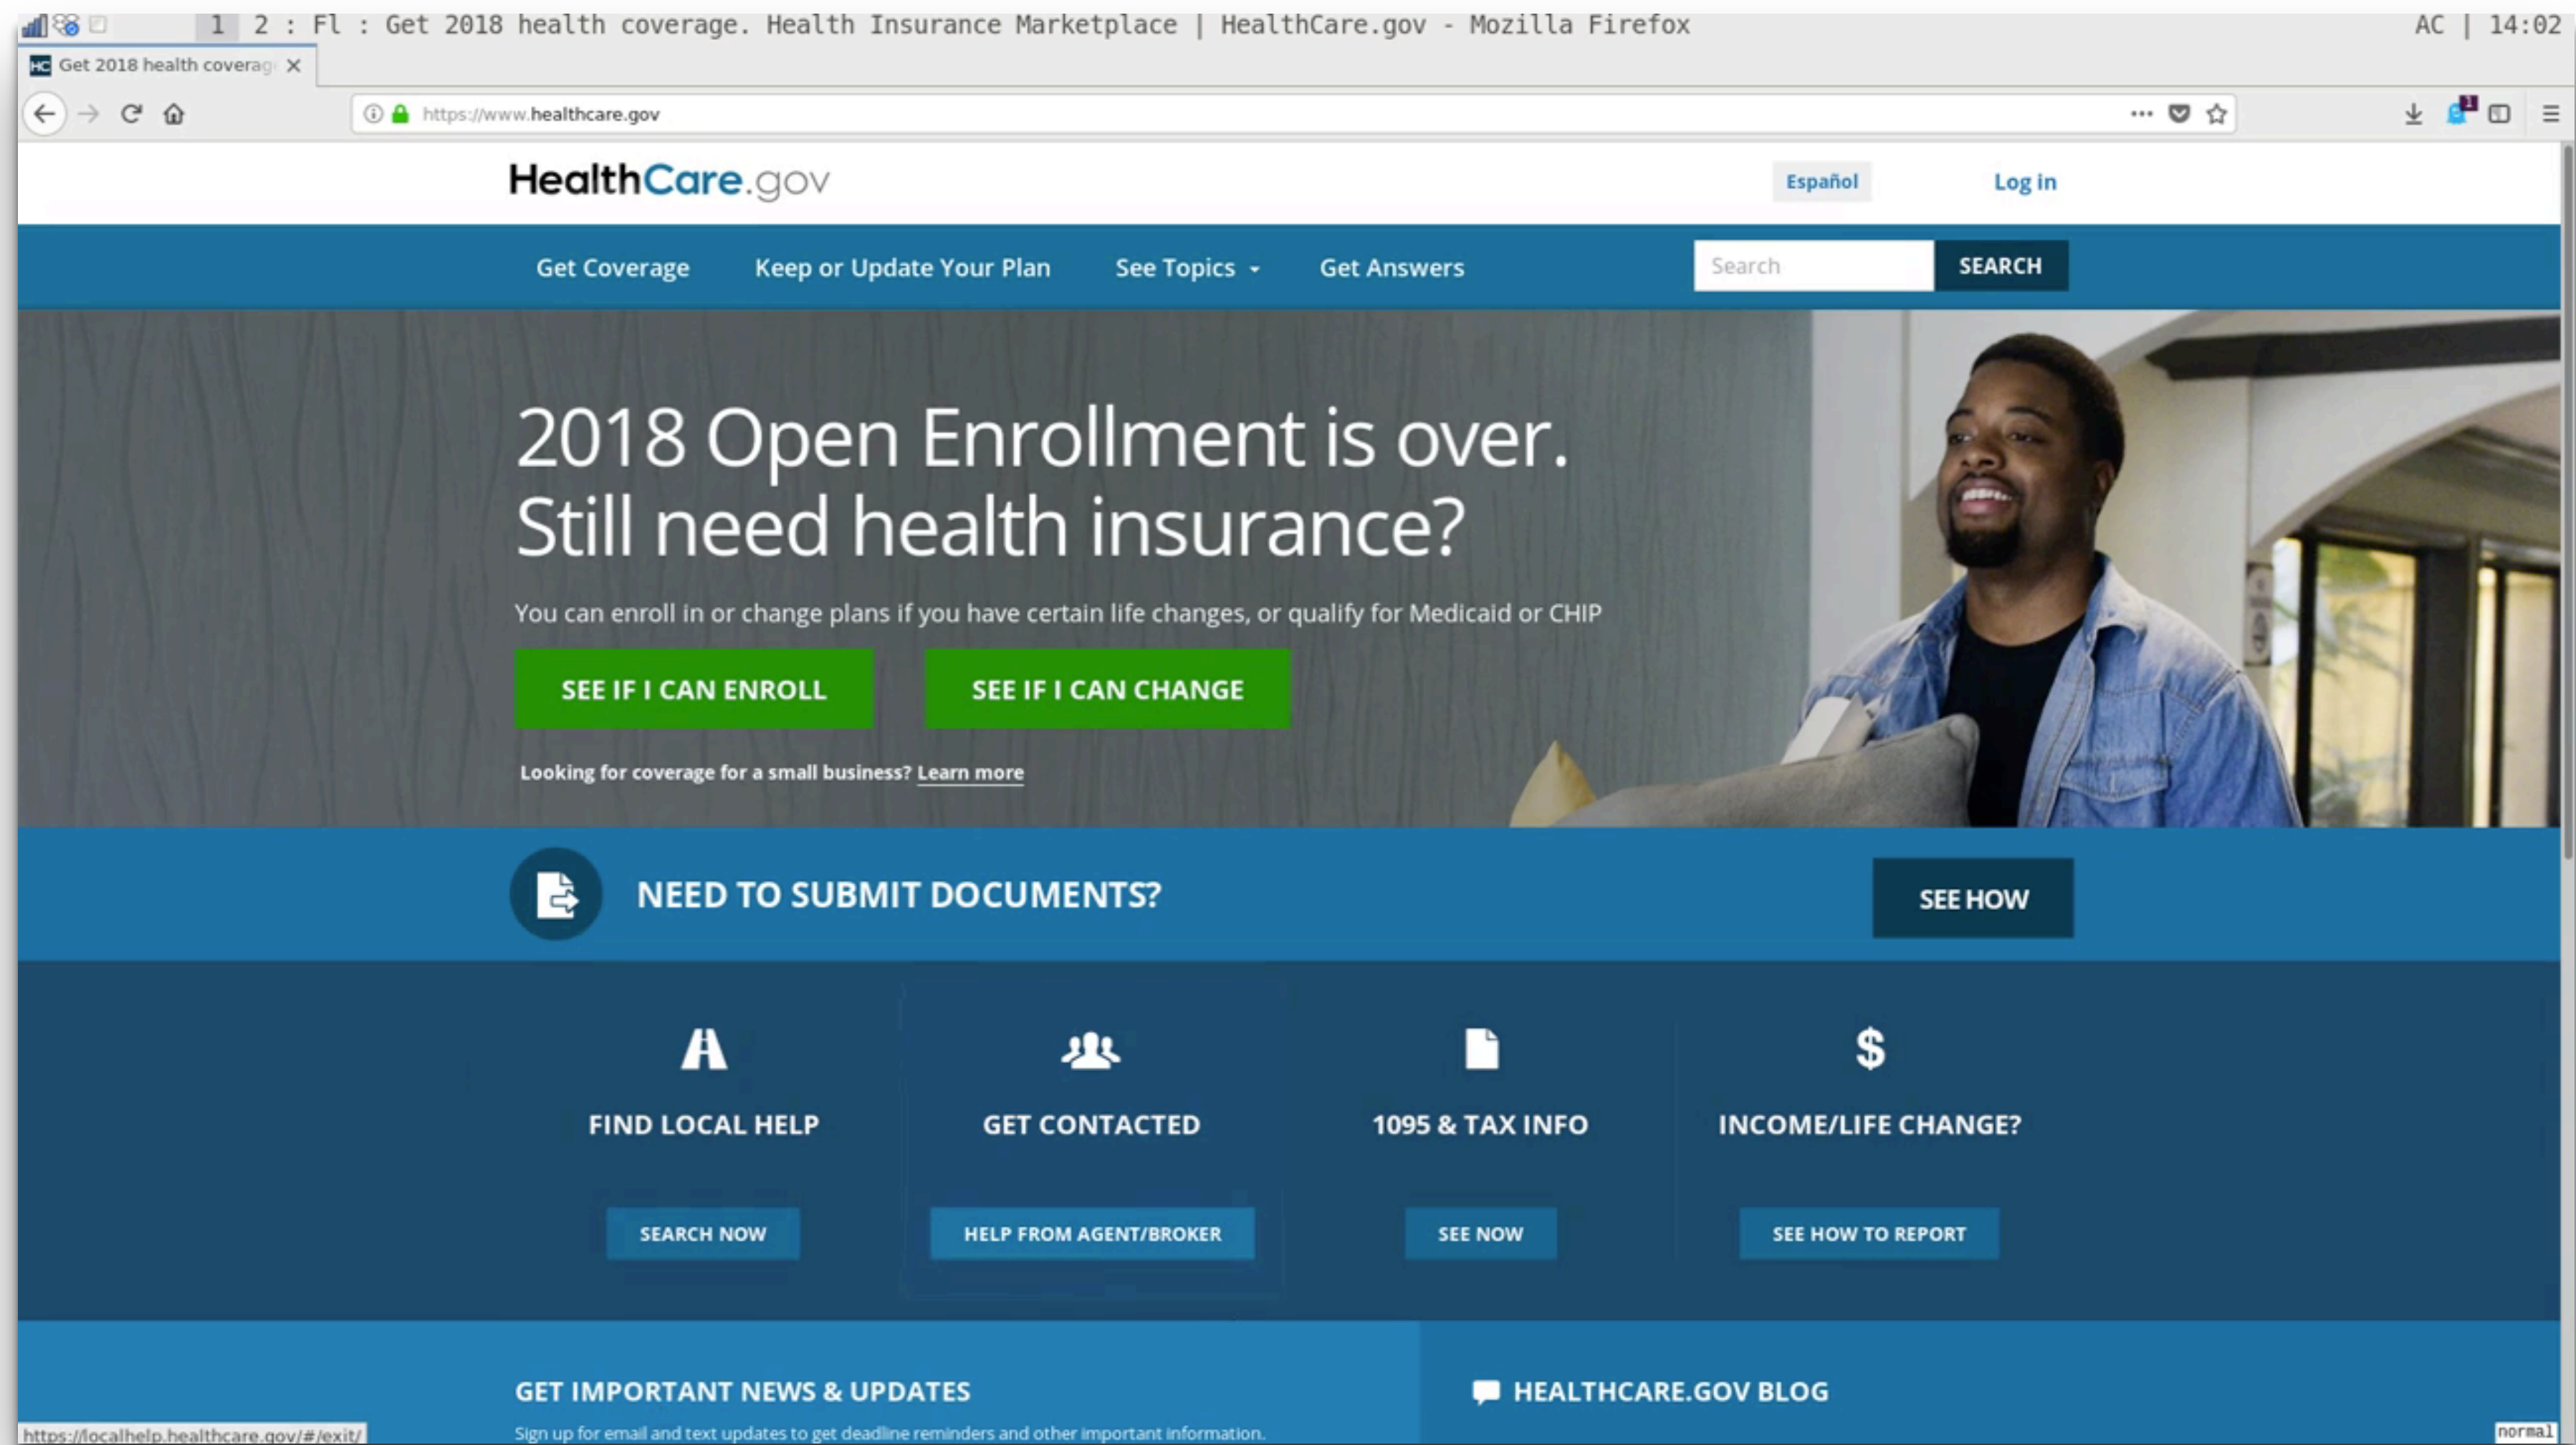 1 2 : Fl : Get 2018 health coverage. Health Insurance Marketplace | HealthCare.gov - Mozilla Firefox AC | 14:02
HC Get 2018 health coverag
https://www.healthcare.gov
1
HealthCare.gov Español Log in
Get Coverage Keep or Update Your Plan See Topics Get Answers Search SEARCH
2018 Open Enrollment is over.
Still need health insurance?
You can enroll in or change plans if you have certain life changes, or qualify for Medicaid or CHIP
SEE IF I CAN ENROLL SEE IF I CAN CHANGE
Looking for coverage for a small business? Learn more
NEED TO SUBMIT DOCUMENTS? SEE HOW
FIND LOCAL HELP GET CONTACTED 1095 & TAX INFO INCOME/LIFE CHANGE?
SEARCH NOW HELP FROM AGENT/BROKER SEE NOW SEE HOW TO REPORT
GET IMPORTANT NEWS & UPDATES HEALTHCARE.GOV BLOG
Sign up for email and text updates to get deadline reminders and other important information.
https://localhelp.healthcare.gov/#/exit/ normal